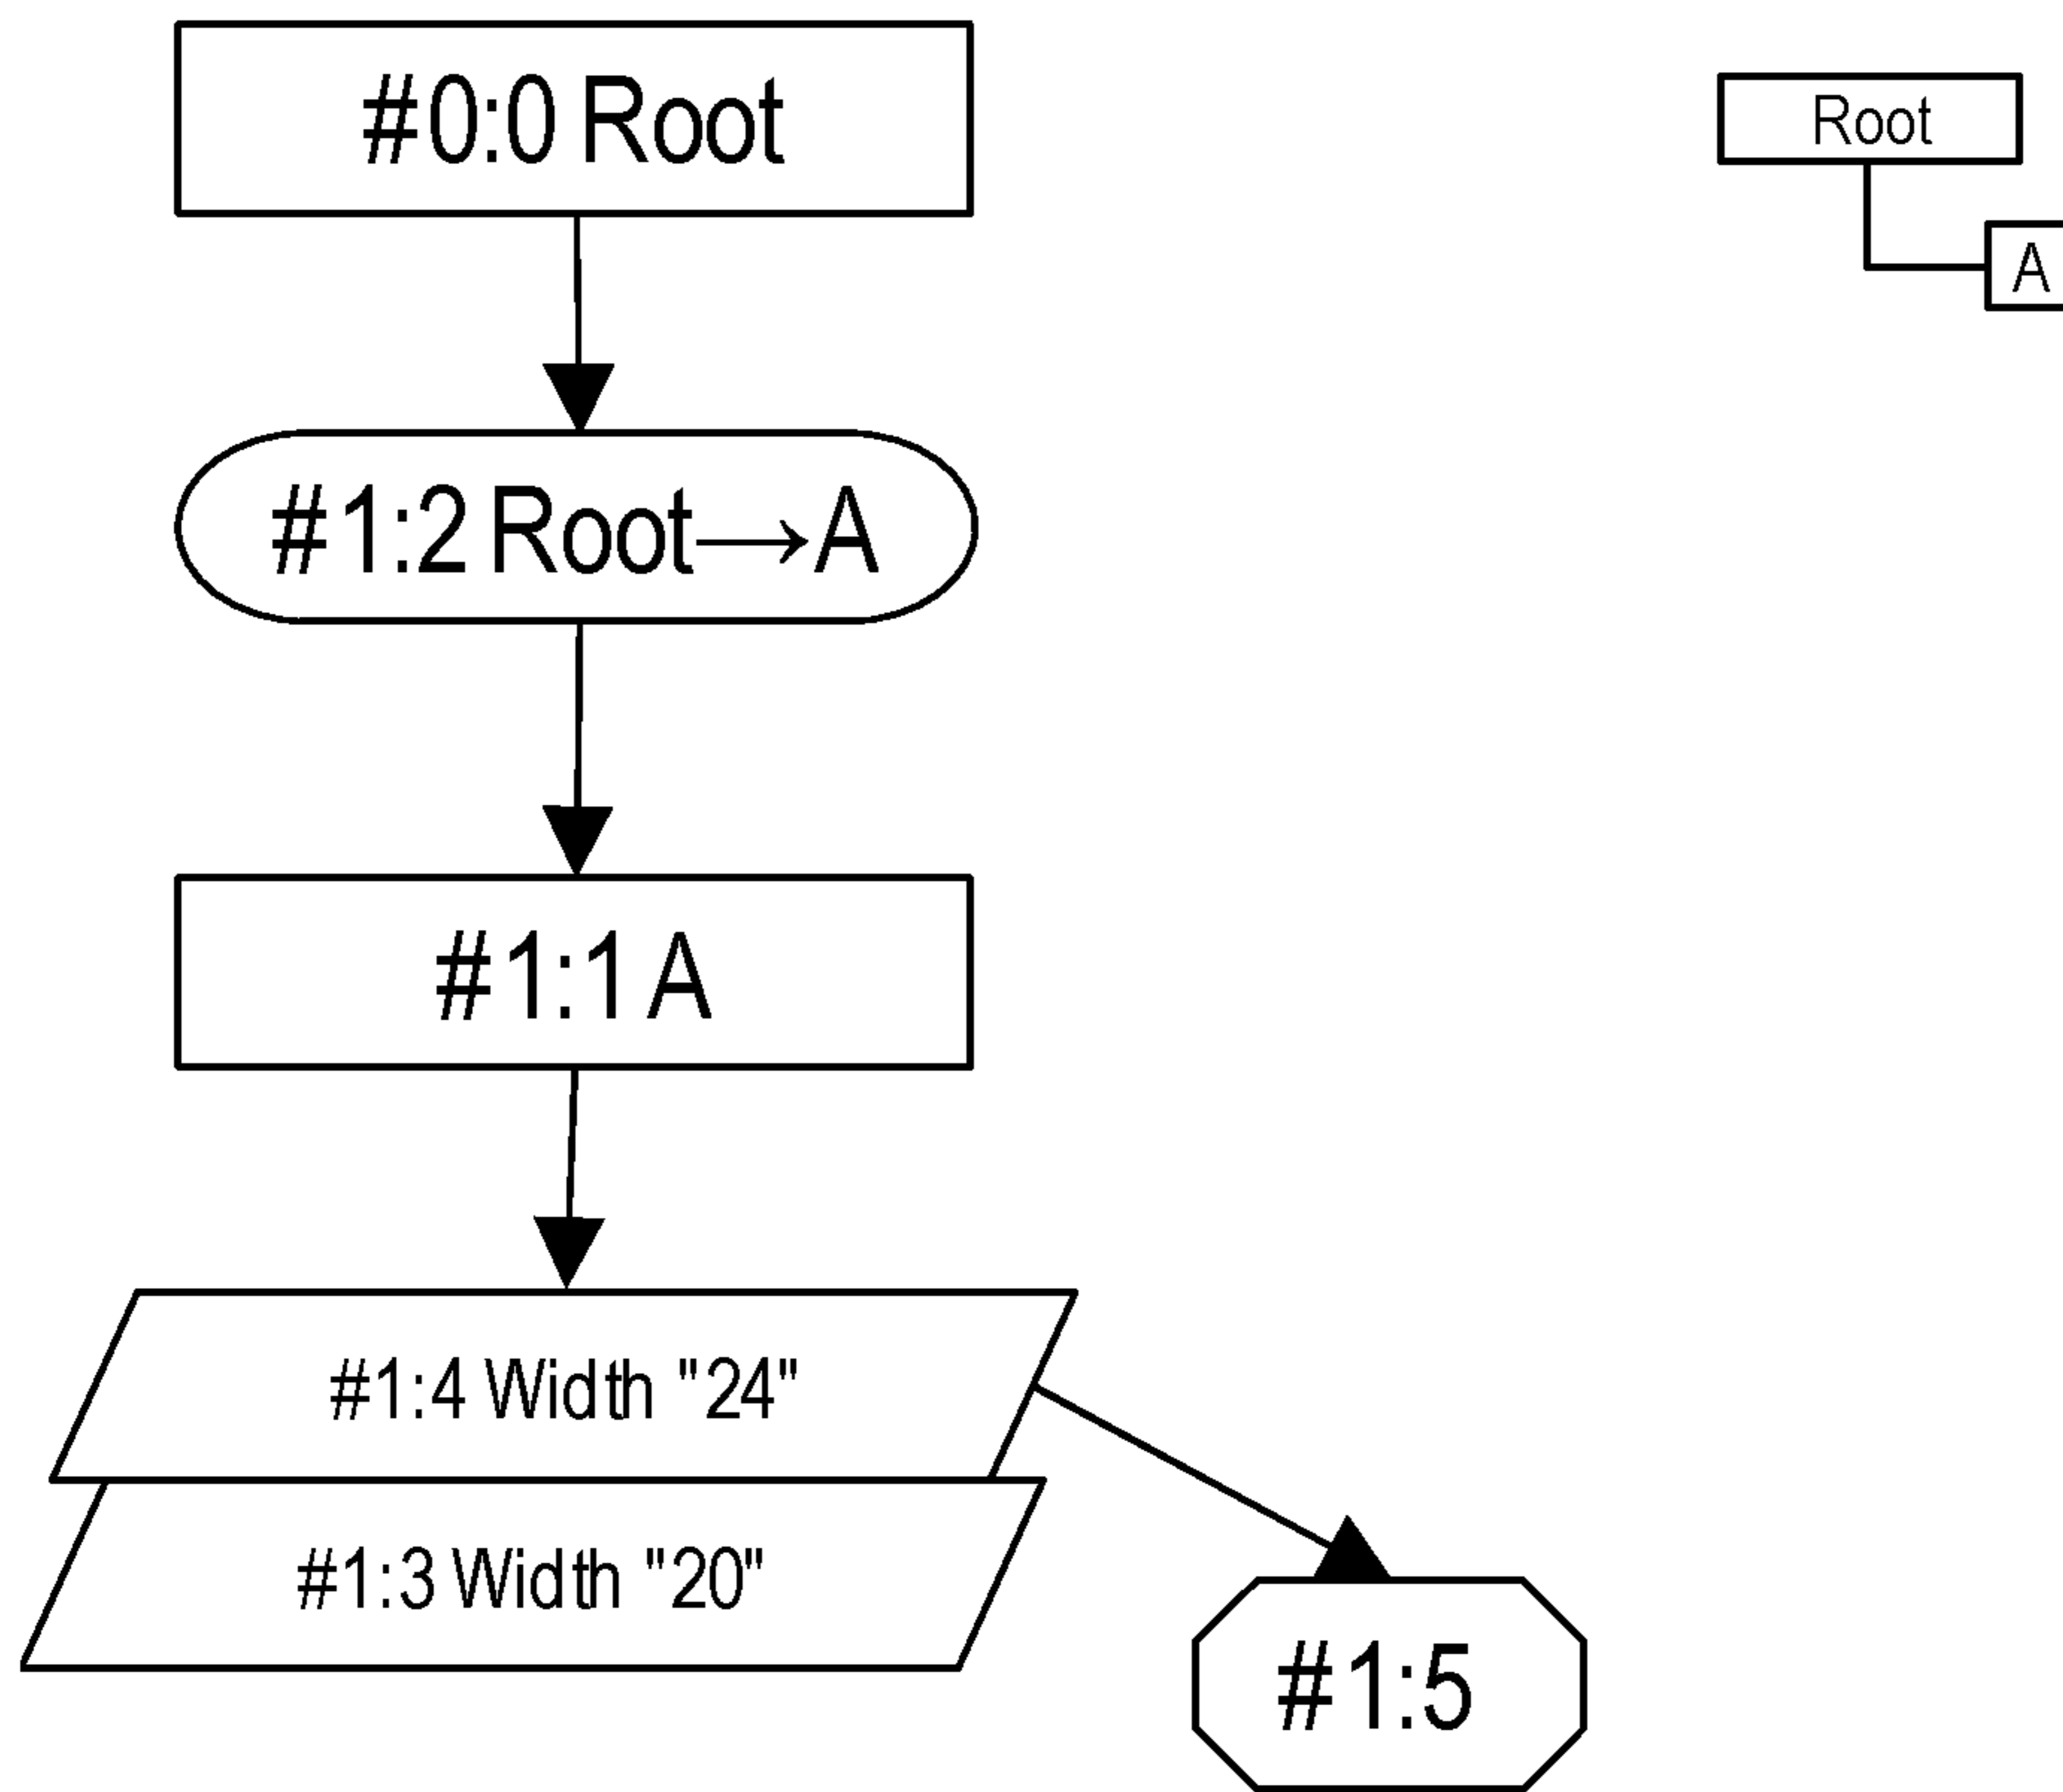 #0:0 Root
Root
A
#1:2 Root→A
#1:1 A
#1:4 Width "24"
#1:3 Width "20"
#1:5